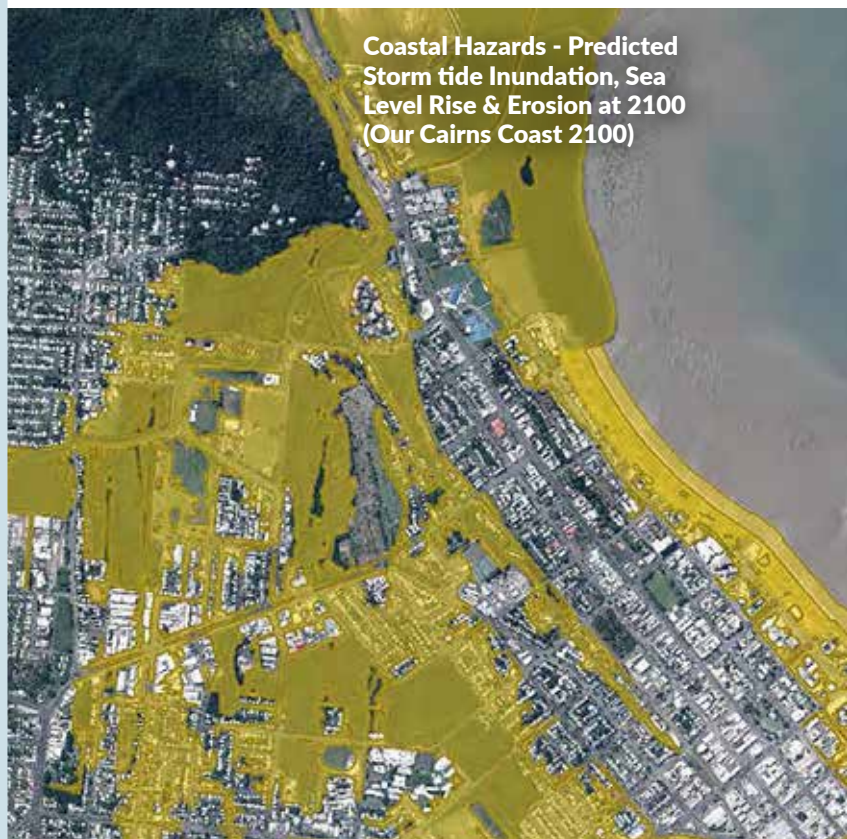 Coastal Hazards - Predicted
Storm tide Inundation, Sea
Level Rise & Erosion at 2100
(Our Cairns Coast 2100)